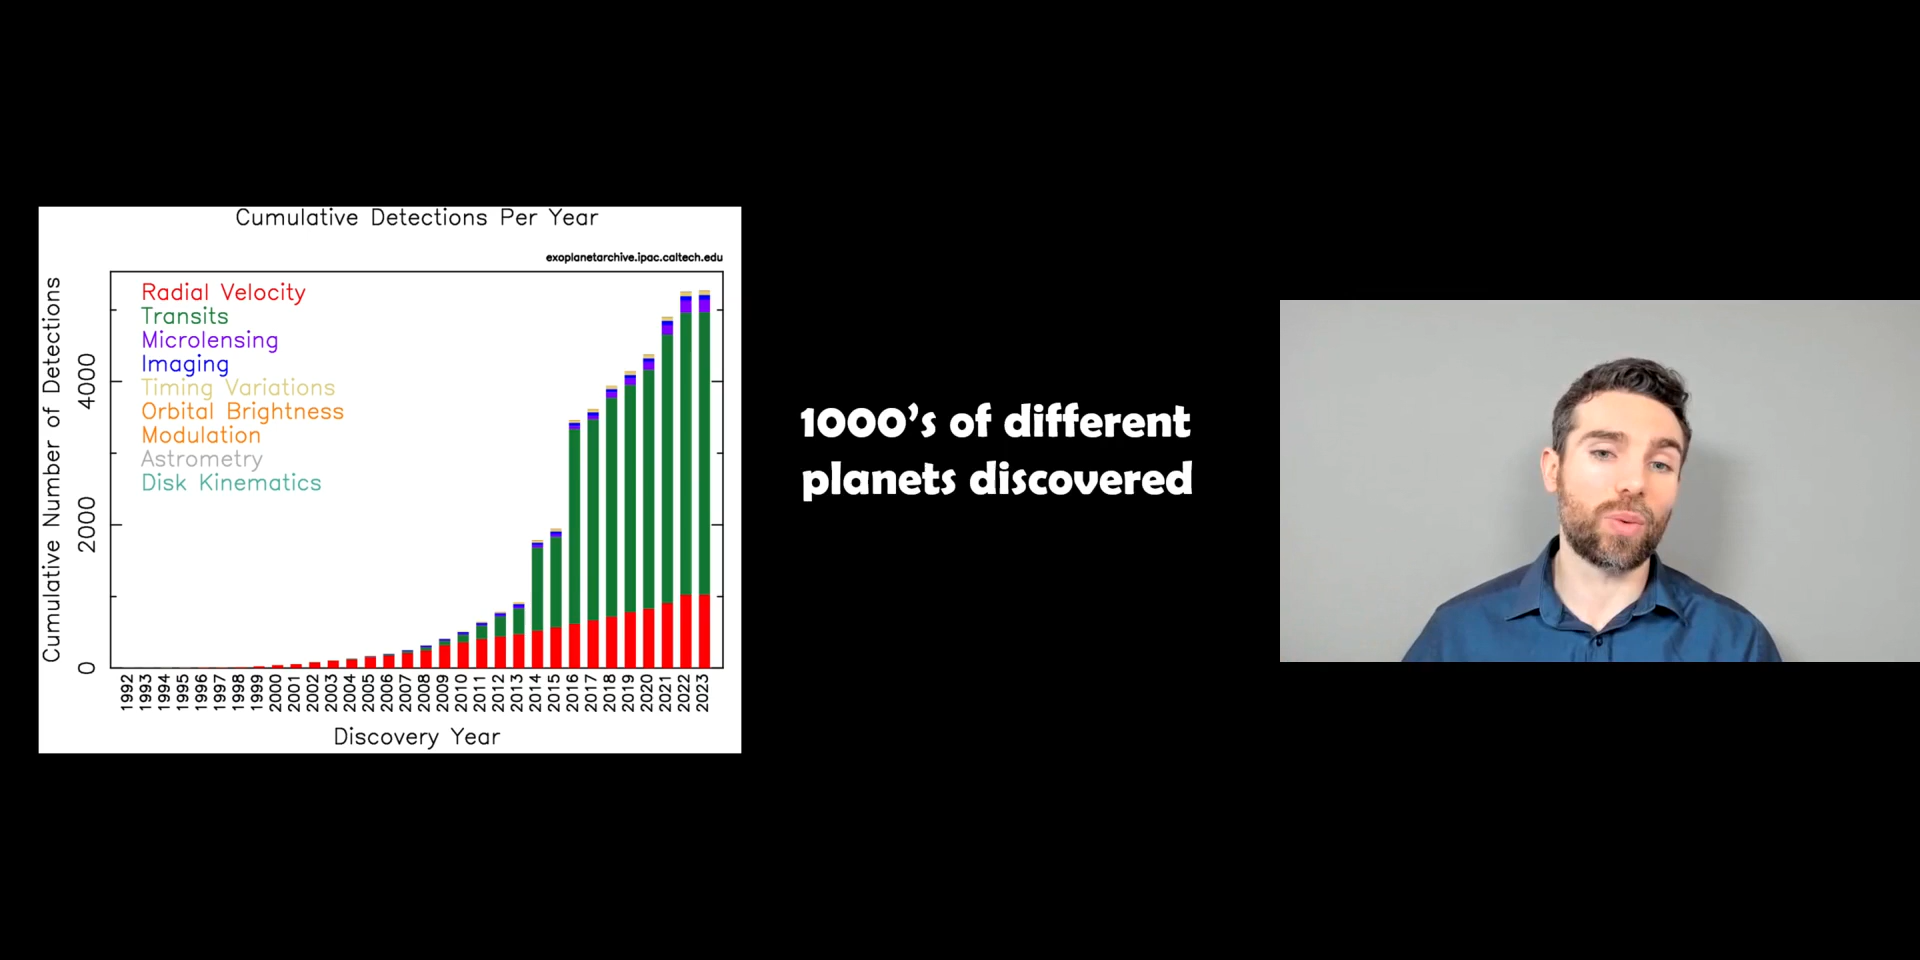 Cumulative Detections Per Year
exoplanetarchive.ipac.caltech.edu
Radial Velocity
Transits
Microlensing
Imaging
Timing Variations
Orbital Brightness
Modulation
Astrometry
Disk Kinematics
Cumulative Number of Detections
4000
2000
0
1992 1993 1994 1995 1996 1997 1998 1999 2000 2001 2002 2003 2004 2005 2006 2007 2008 2009 2010 2011 2012 2013 2014 2015 2016 2017 2018 2019 2020 2021 2022 2023
Discovery Year
1000’s of different
planets discovered